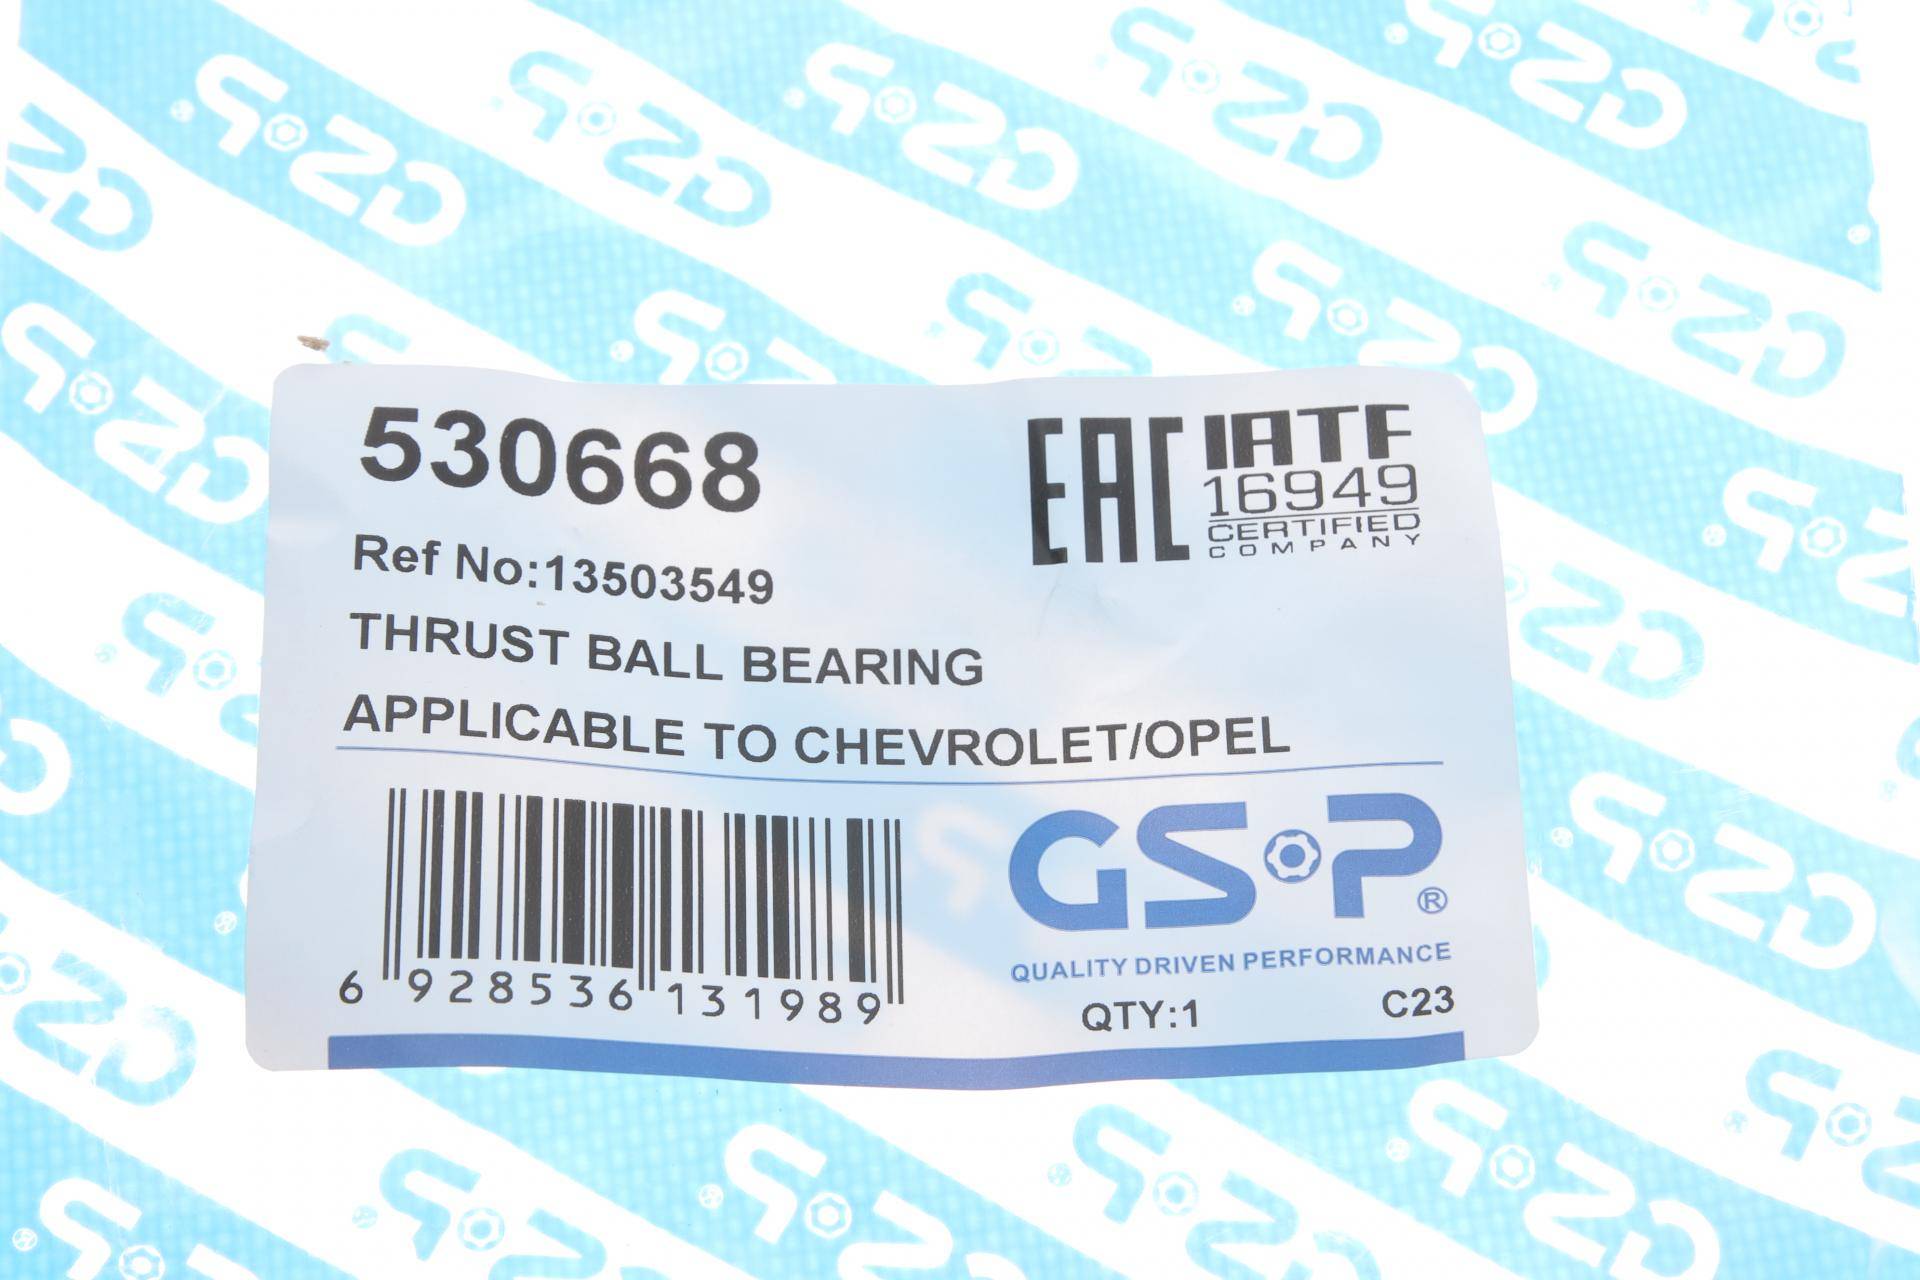 530668
EAC IATF
16949
CERTIFIED
COMPANY
Ref No:13503549
THRUST BALL BEARING
APPLICABLE TO CHEVROLET/OPEL
GSP®
QUALITY DRIVEN PERFORMANCE
6 928536 131989
QTY:1 C23